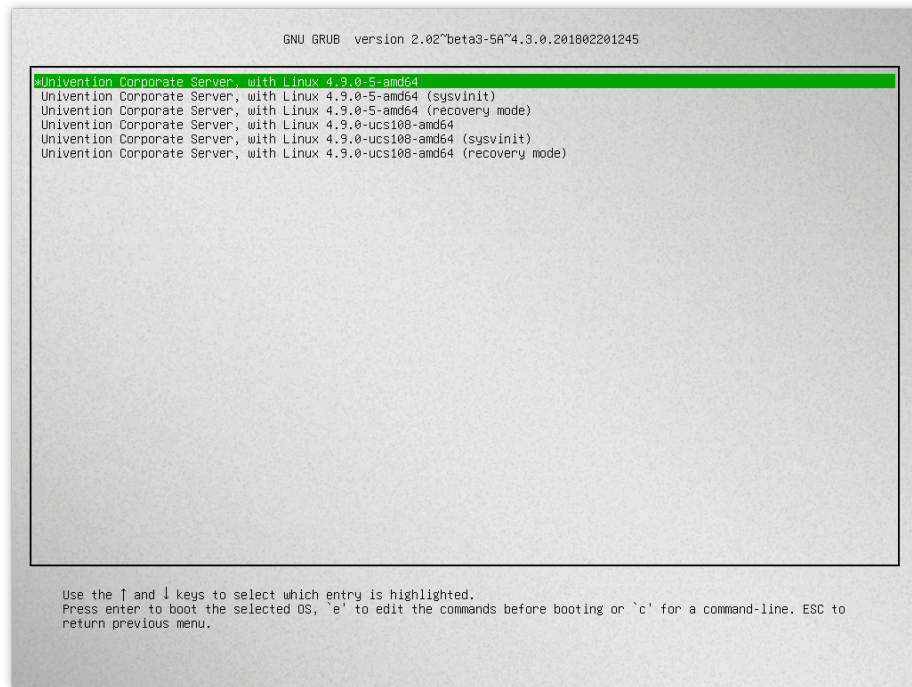 GNU GRUB  version 2.02~beta3-5A~4.3.0.201802201245
*Univention Corporate Server, with Linux 4.9.0-5-amd64
Univention Corporate Server, with Linux 4.9.0-5-amd64 (sysvinit)
Univention Corporate Server, with Linux 4.9.0-5-amd64 (recovery mode)
Univention Corporate Server, with Linux 4.9.0-ucs108-amd64
Univention Corporate Server, with Linux 4.9.0-ucs108-amd64 (sysvinit)
Univention Corporate Server, with Linux 4.9.0-ucs108-amd64 (recovery mode)
Use the ↑ and ↓ keys to select which entry is highlighted.
Press enter to boot the selected OS, `e' to edit the commands before booting or `c' for a command-line. ESC to
return previous menu.